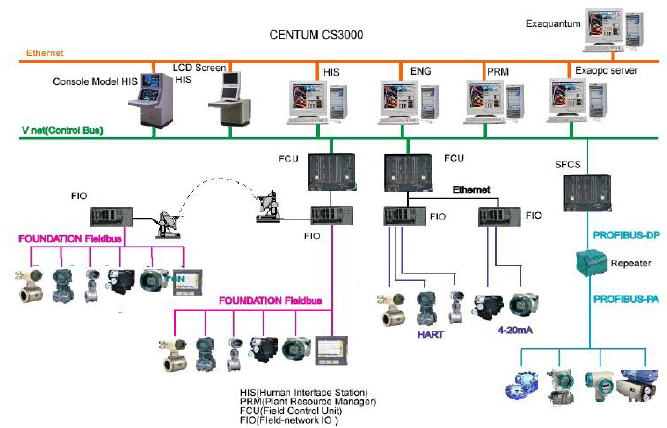 CENTUM CS3000
Exaquantum
Ethernet
Console Model HIS
LCD Screen
HIS
HIS
ENG
PRM
Exaopc server
V net(Control Bus)
FCU
FCU
SFCS
Ethernet
FIO
FIO
FIO
FIO
FOUNDATION Fieldbus
PROFIBUS-DP
Repeater
FOUNDATION Fieldbus
PROFIBUS-PA
HART
4-20mA
HIS(Human Interface Station)
PRM(Plant Resource Manager)
FCU(Field Control Unit)
FIO(Field-network IO )